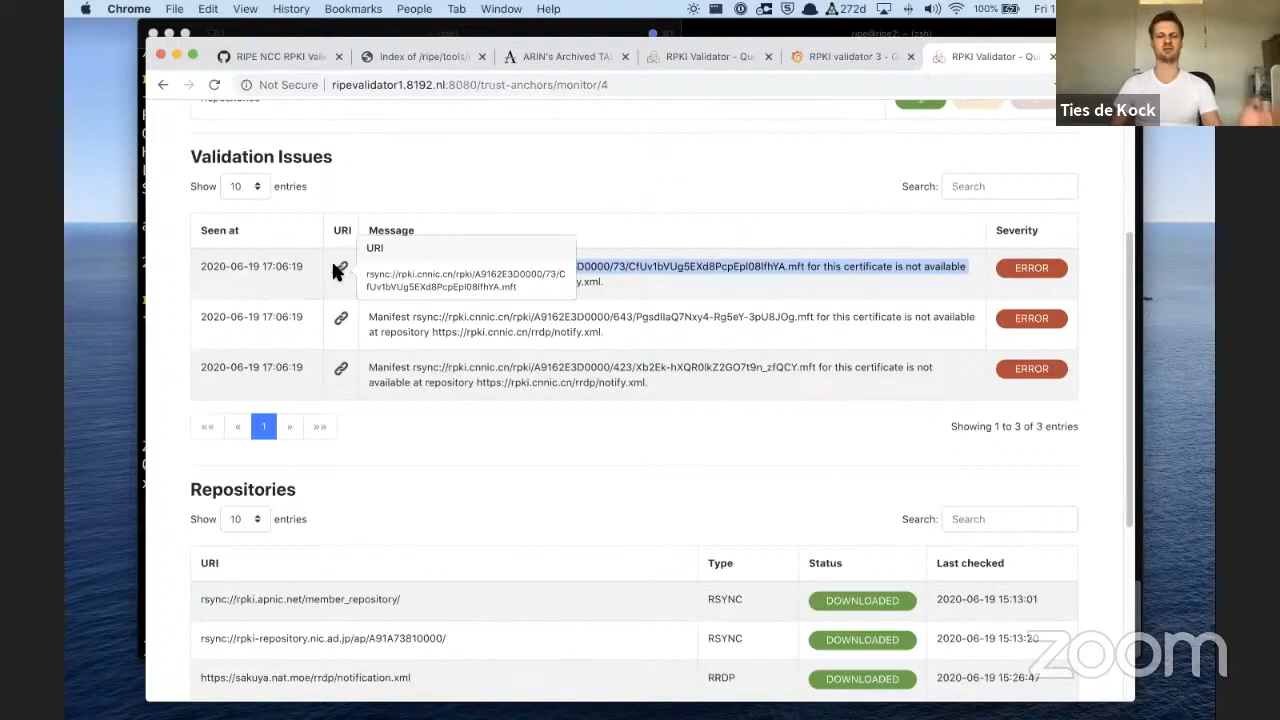 Chrome File Edit View History Bookmarks People Tab Window Help 272d 100% Fri 1
(zsh) ripe@ripe2: ~ (zsh)
RIPE NCC RPKI Vali Index of /ripe/tools ARIN's Archived TA RPKI Validator - Qu RPKI validator 3 - G RPKI Validator - Qu
Not Secure ripevalidator1.8192.nl:8080/trust-anchors/monitor/4
Ties de Kock
Validation Issues
Show 10 entries Search: Search
Seen at URI Message Severity
URI
2020-06-19 17:06:19 D0000/73/CfUv1bVUg5EXd8PcpEpl08lfhYA.mft for this certificate is not available ERROR
rsync://rpki.cnnic.cn/rpki/A9162E3D0000/73/C
y.xml.
fUv1bVUg5EXd8PcpEpl08lfhYA.mft
2020-06-19 17:06:19 Manifest rsync://rpki.cnnic.cn/rpki/A9162E3D0000/643/PgsdIlaQ7Nxy4-Rg5eY-3pU8JOg.mft for this certificate is not available ERROR
at repository https://rpki.cnnic.cn/rrdp/notify.xml.
2020-06-19 17:06:19 Manifest rsync://rpki.cnnic.cn/rpki/A9162E3D0000/423/Xb2Ek-hXQR0lkZ2GO7t9n_zfQCY.mft for this certificate is not ERROR
available at repository https://rpki.cnnic.cn/rrdp/notify.xml.
«« « 1 » »» Showing 1 to 3 of 3 entries
Repositories
Show 10 entries Search: Search
URI Type Status Last checked
rsync://rpki.apnic.net/member_repository/ RSYNC DOWNLOADED 2020-06-19 15:13:01
rsync://rpki-repository.nic.ad.jp/ap/A91A73810000/ RSYNC DOWNLOADED 2020-06-19 15:13:20
https://sakuya.nat.moe/rrdp/notification.xml RRDP DOWNLOADED 2020-06-19 15:26:47
zoom